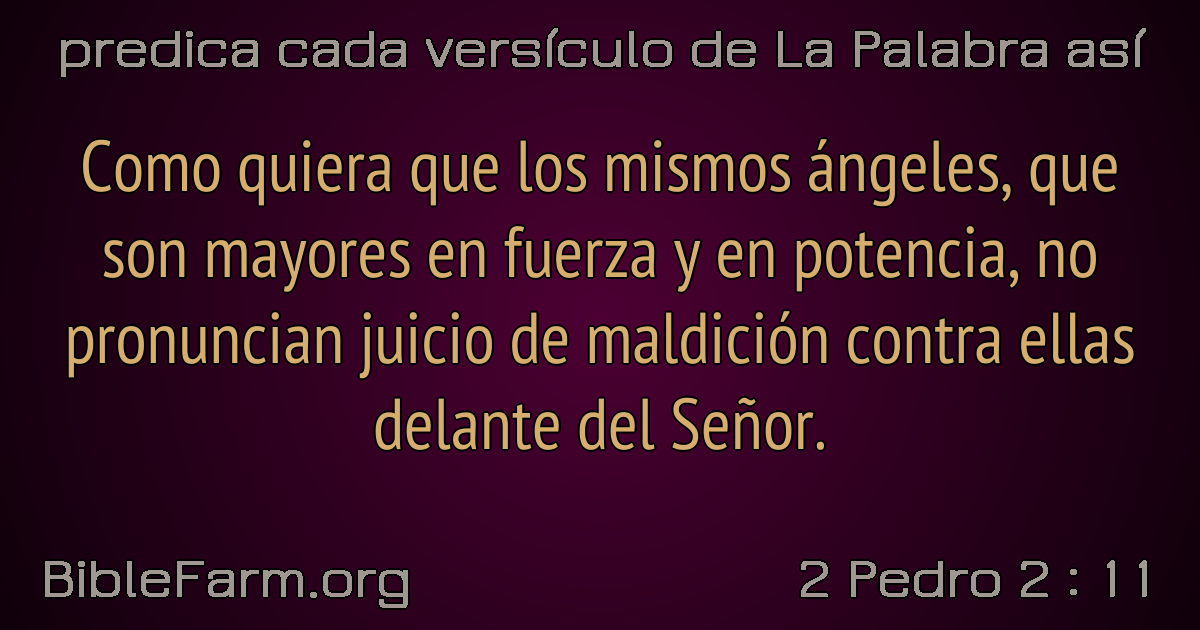 predica cada versículo de La Palabra así
Como quiera que los mismos ángeles, que
son mayores en fuerza y en potencia, no
pronuncian juicio de maldición contra ellas
delante del Señor.
BibleFarm.org
2 Pedro 2 : 11